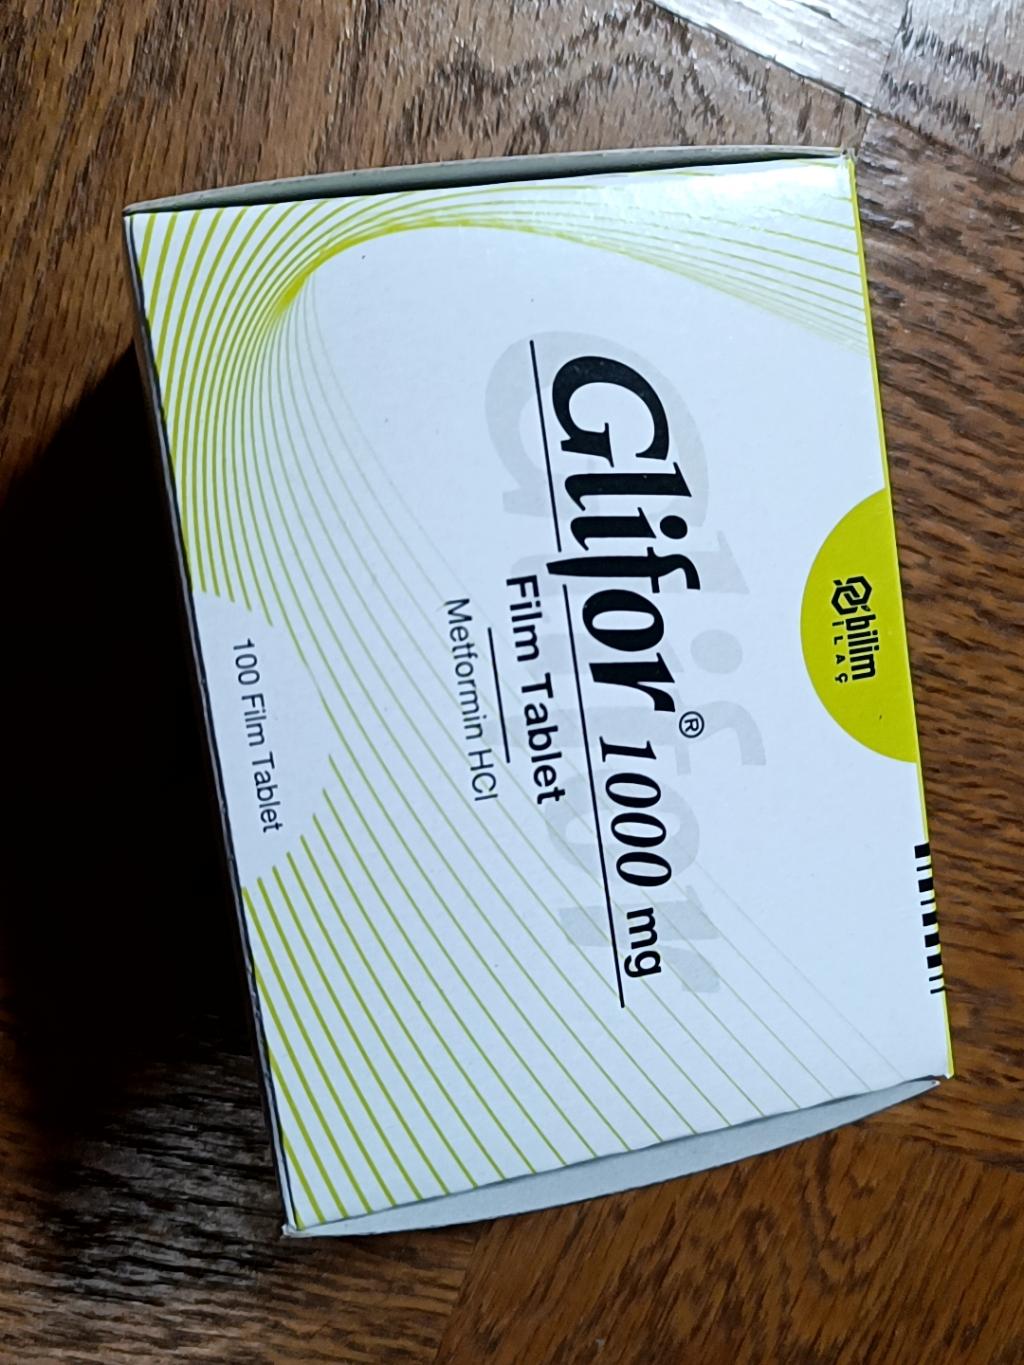 bilim
İLAÇ
Glifor® 1000 mg
Film Tablet
Metformin HCl
100 Film Tablet